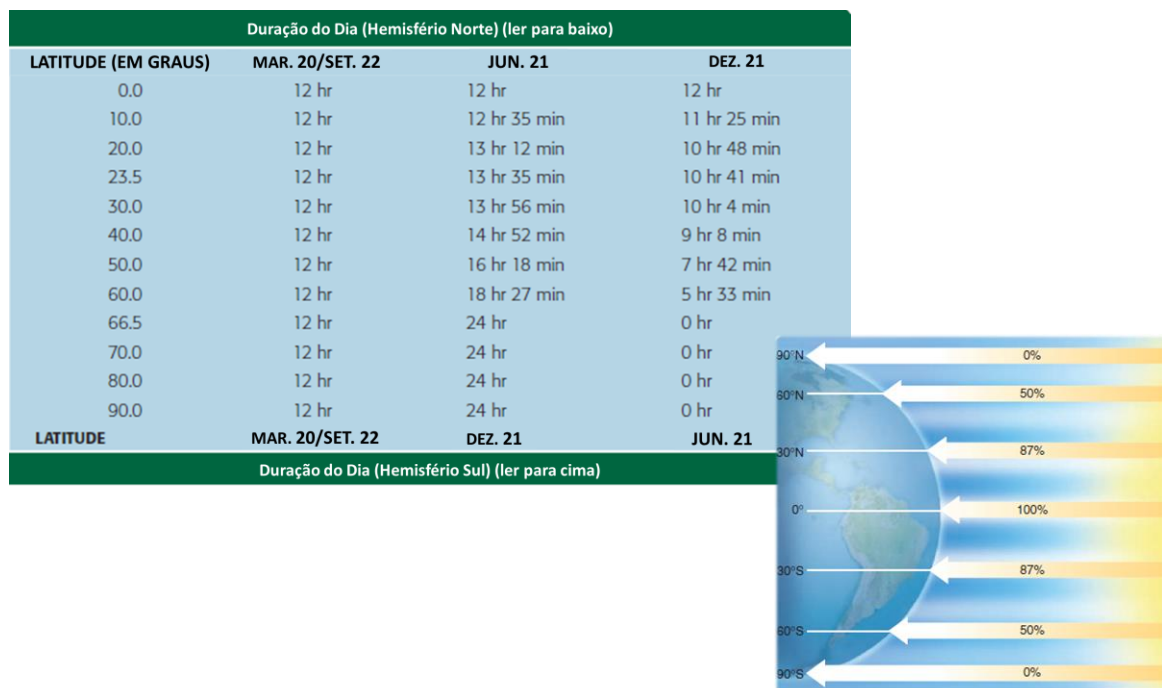 Duração do Dia (Hemisfério Norte) (ler para baixo)
LATITUDE (EM GRAUS) MAR. 20/SET. 22 JUN. 21 DEZ. 21
0.0 12 hr 12 hr 12 hr
10.0 12 hr 12 hr 35 min 11 hr 25 min
20.0 12 hr 13 hr 12 min 10 hr 48 min
23.5 12 hr 13 hr 35 min 10 hr 41 min
30.0 12 hr 13 hr 56 min 10 hr 4 min
40.0 12 hr 14 hr 52 min 9 hr 8 min
50.0 12 hr 16 hr 18 min 7 hr 42 min
60.0 12 hr 18 hr 27 min 5 hr 33 min
66.5 12 hr 24 hr 0 hr
70.0 12 hr 24 hr 0 hr
80.0 12 hr 24 hr 0 hr
90.0 12 hr 24 hr 0 hr
LATITUDE MAR. 20/SET. 22 DEZ. 21 JUN. 21
Duração do Dia (Hemisfério Sul) (ler para cima)
90°N 0%
60°N 50%
30°N 87%
0° 100%
30°S 87%
60°S 50%
90°S 0%